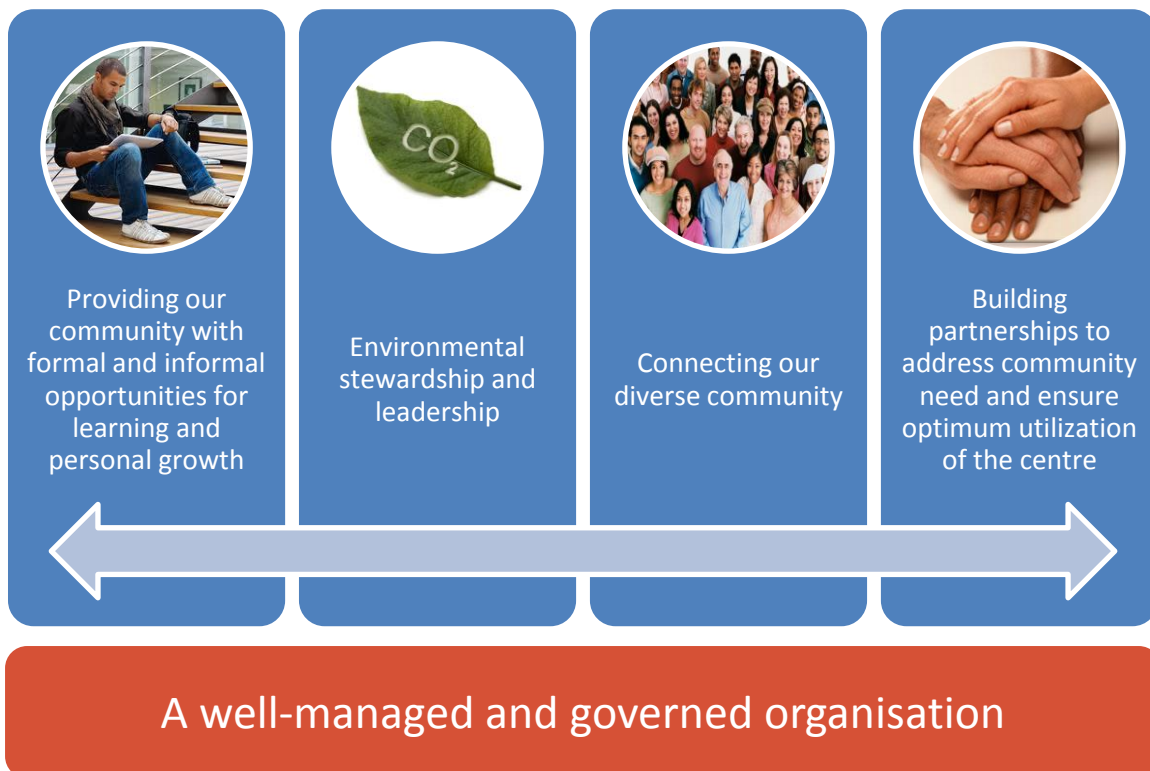 CO2
Providing our
community with
formal and informal
opportunities for
learning and
personal growth
Environmental
stewardship and
leadership
Connecting our
diverse community
Building
partnerships to
address community
need and ensure
optimum utilization
of the centre
A well-managed and governed organisation